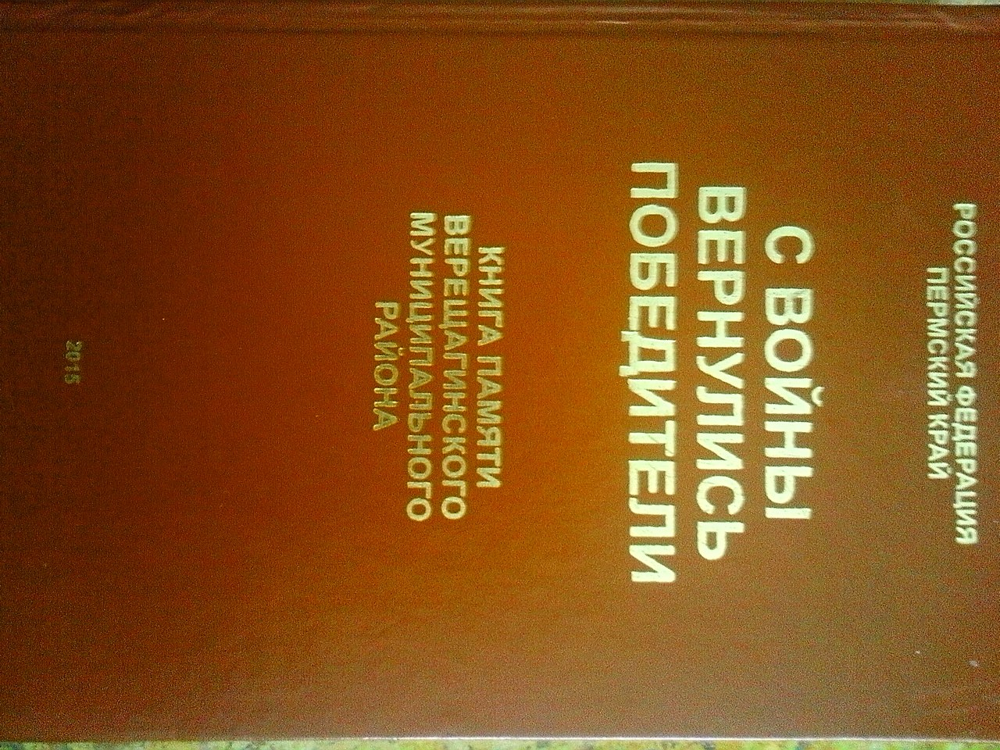 РОССИЙСКАЯ ФЕДЕРАЦИЯ
ПЕРМСКИЙ КРАЙ
С ВОЙНЫ
ВЕРНУЛИСЬ
ПОБЕДИТЕЛИ
КНИГА ПАМЯТИ
ВЕРЕЩАГИНСКОГО
МУНИЦИПАЛЬНОГО
РАЙОНА
2015